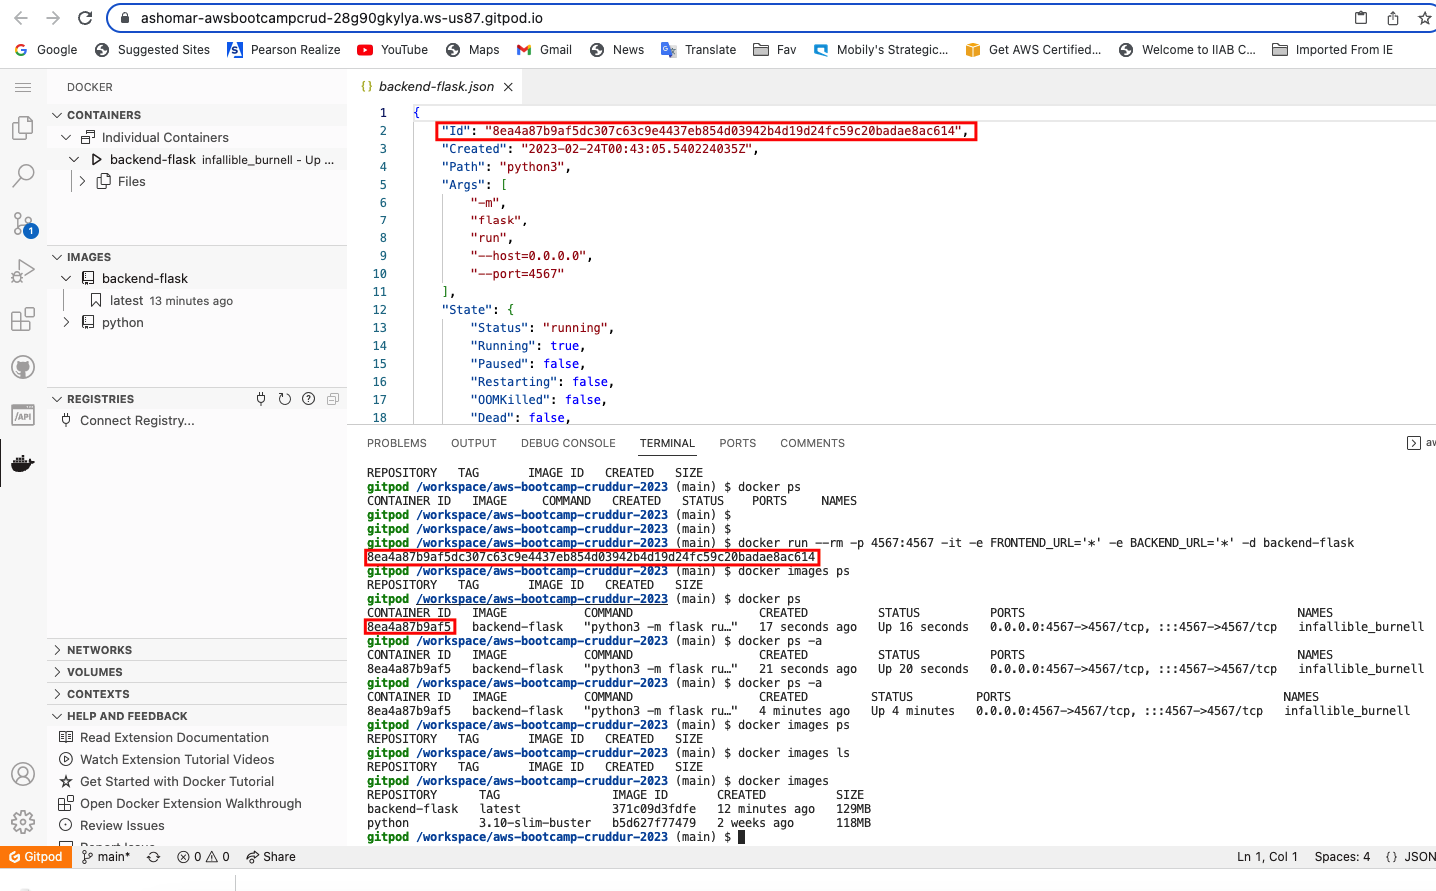 ashomar-awsbootcampcrud-28g90gkylya.ws-us87.gitpod.io
Google Suggested Sites Pearson Realize YouTube Maps Gmail News Translate Fav Mobily's Strategic... Get AWS Certified... Welcome to IIAB C... Imported From IE
DOCKER
CONTAINERS
Individual Containers
backend-flask infallible_burnell - Up ...
Files
1
IMAGES
backend-flask
latest 13 minutes ago
python
REGISTRIES
Connect Registry...
/API
NETWORKS
VOLUMES
CONTEXTS
HELP AND FEEDBACK
Read Extension Documentation
Watch Extension Tutorial Videos
Get Started with Docker Tutorial
Open Docker Extension Walkthrough
Review Issues
Report Issue
{} backend-flask.json
1 {
2 "Id": "8ea4a87b9af5dc307c63c9e4437eb854d03942b4d19d24fc59c20badae8ac614",
3 "Created": "2023-02-24T00:43:05.540224035Z",
4 "Path": "python3",
5 "Args": [
6 "-m",
7 "flask",
8 "run",
9 "--host=0.0.0.0",
10 "--port=4567"
11 ],
12 "State": {
13 "Status": "running",
14 "Running": true,
15 "Paused": false,
16 "Restarting": false,
17 "OOMKilled": false,
18 "Dead": false,
PROBLEMS OUTPUT DEBUG CONSOLE TERMINAL PORTS COMMENTS aw
REPOSITORY TAG IMAGE ID CREATED SIZE
gitpod /workspace/aws-bootcamp-cruddur-2023 (main) $ docker ps
CONTAINER ID IMAGE COMMAND CREATED STATUS PORTS NAMES
gitpod /workspace/aws-bootcamp-cruddur-2023 (main) $
gitpod /workspace/aws-bootcamp-cruddur-2023 (main) $
gitpod /workspace/aws-bootcamp-cruddur-2023 (main) $ docker run --rm -p 4567:4567 -it -e FRONTEND_URL='*' -e BACKEND_URL='*' -d backend-flask
8ea4a87b9af5dc307c63c9e4437eb854d03942b4d19d24fc59c20badae8ac614
gitpod /workspace/aws-bootcamp-cruddur-2023 (main) $ docker images ps
REPOSITORY TAG IMAGE ID CREATED SIZE
gitpod /workspace/aws-bootcamp-cruddur-2023 (main) $ docker ps
CONTAINER ID IMAGE COMMAND CREATED STATUS PORTS NAMES
8ea4a87b9af5 backend-flask "python3 -m flask ru…" 17 seconds ago Up 16 seconds 0.0.0.0:4567->4567/tcp, :::4567->4567/tcp infallible_burnell
gitpod /workspace/aws-bootcamp-cruddur-2023 (main) $ docker ps -a
CONTAINER ID IMAGE COMMAND CREATED STATUS PORTS NAMES
8ea4a87b9af5 backend-flask "python3 -m flask ru…" 21 seconds ago Up 20 seconds 0.0.0.0:4567->4567/tcp, :::4567->4567/tcp infallible_burnell
gitpod /workspace/aws-bootcamp-cruddur-2023 (main) $ docker ps -a
CONTAINER ID IMAGE COMMAND CREATED STATUS PORTS NAMES
8ea4a87b9af5 backend-flask "python3 -m flask ru…" 4 minutes ago Up 4 minutes 0.0.0.0:4567->4567/tcp, :::4567->4567/tcp infallible_burnell
gitpod /workspace/aws-bootcamp-cruddur-2023 (main) $ docker images ps
REPOSITORY TAG IMAGE ID CREATED SIZE
gitpod /workspace/aws-bootcamp-cruddur-2023 (main) $ docker images ls
REPOSITORY TAG IMAGE ID CREATED SIZE
gitpod /workspace/aws-bootcamp-cruddur-2023 (main) $ docker images
REPOSITORY TAG IMAGE ID CREATED SIZE
backend-flask latest 371c09d3fdfe 12 minutes ago 129MB
python 3.10-slim-buster b5d627f77479 2 weeks ago 118MB
gitpod /workspace/aws-bootcamp-cruddur-2023 (main) $
Gitpod main* 0 0 Share Ln 1, Col 1 Spaces: 4 {} JSON